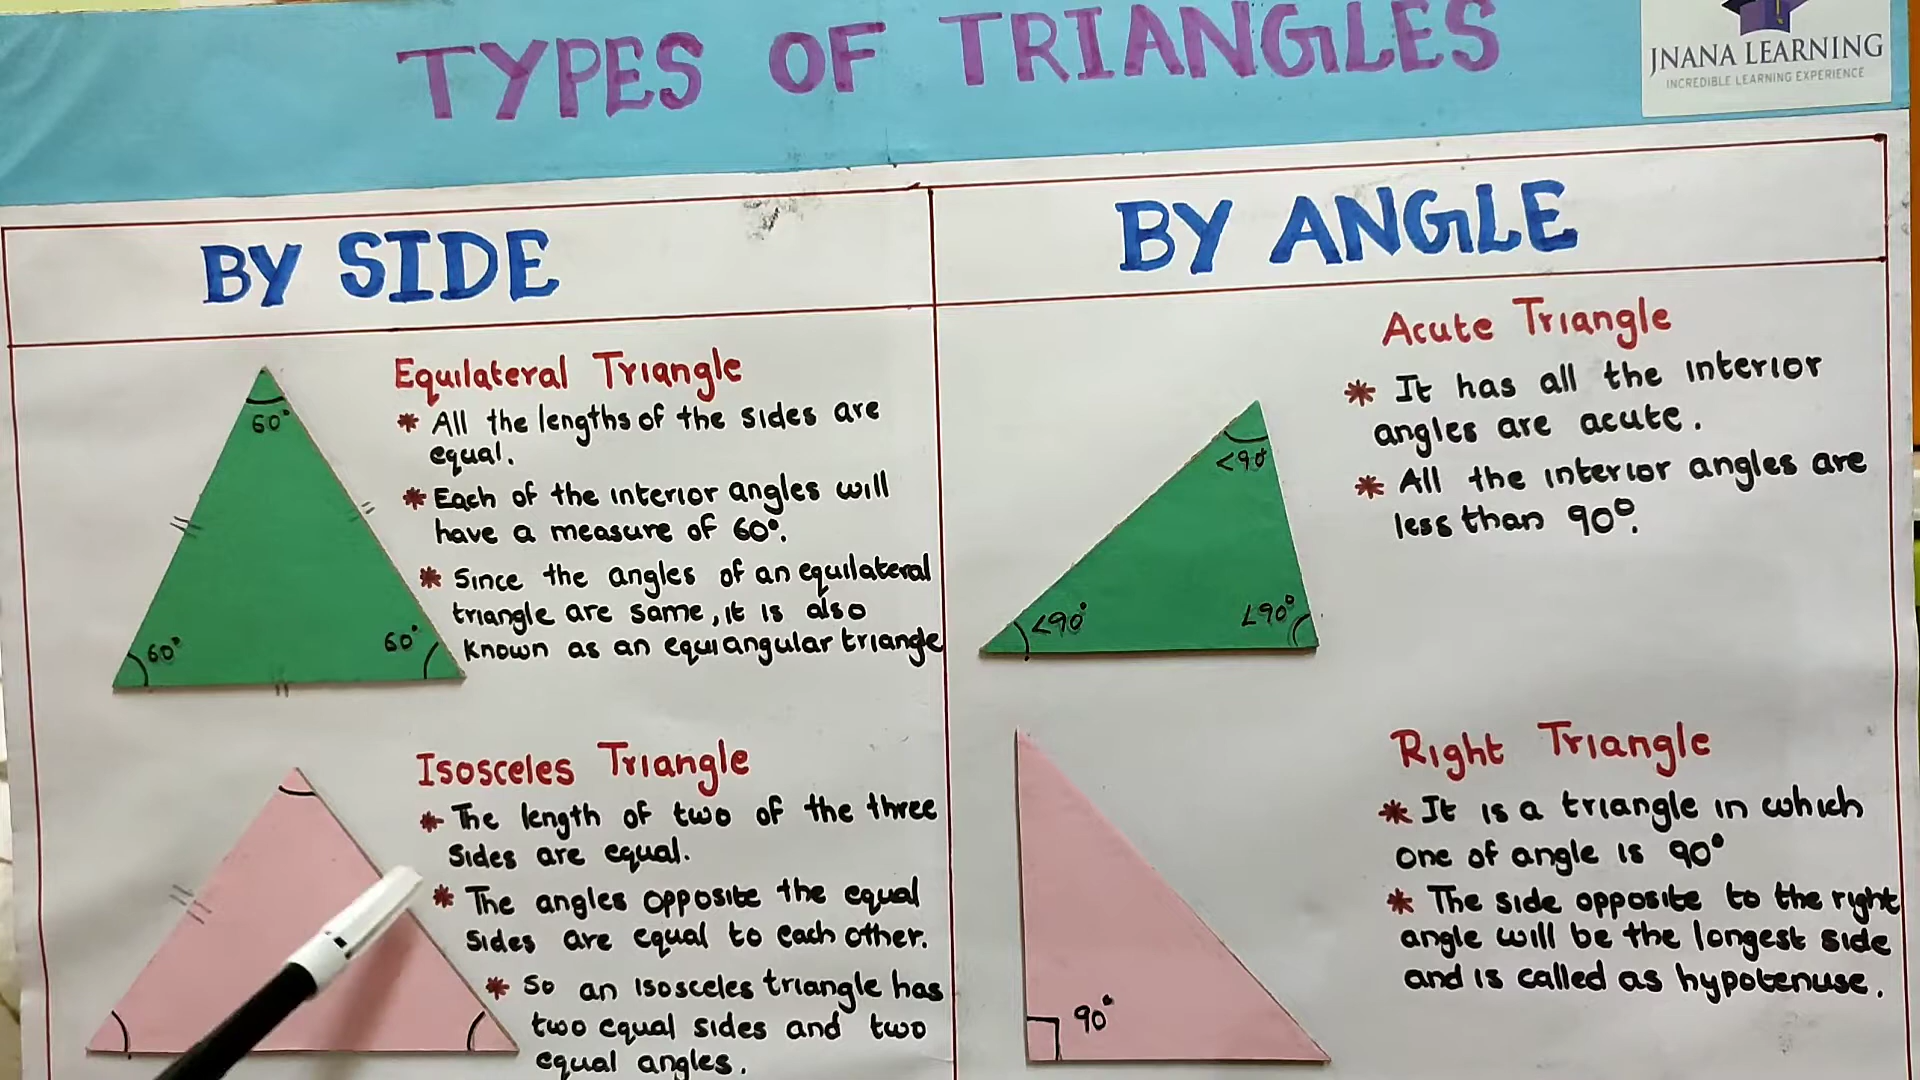 TYPES OF TRIANGLES
JNANA LEARNING
INCREDIBLE LEARNING EXPERIENCE
BY SIDE
Equilateral Triangle
* All the lengths of the sides are
equal.
* Each of the interior angles will
have a measure of 60°.
* Since the angles of an equilateral
triangle are same, it is also
known as an equiangular triangle
60°
60°
60°
Isosceles Triangle
* The length of two of the three
sides are equal.
* The angles opposite the equal
sides are equal to each other.
* So an isosceles triangle has
two equal sides and two
equal angles.
BY ANGLE
Acute Triangle
* It has all the interior
angles are acute.
* All the interior angles are
less than 90°.
<90°
<90°
<90°
Right Triangle
* It is a triangle in which
one of angle is 90°
* The side opposite to the right
angle will be the longest side
and is called as hypotenuse.
90°